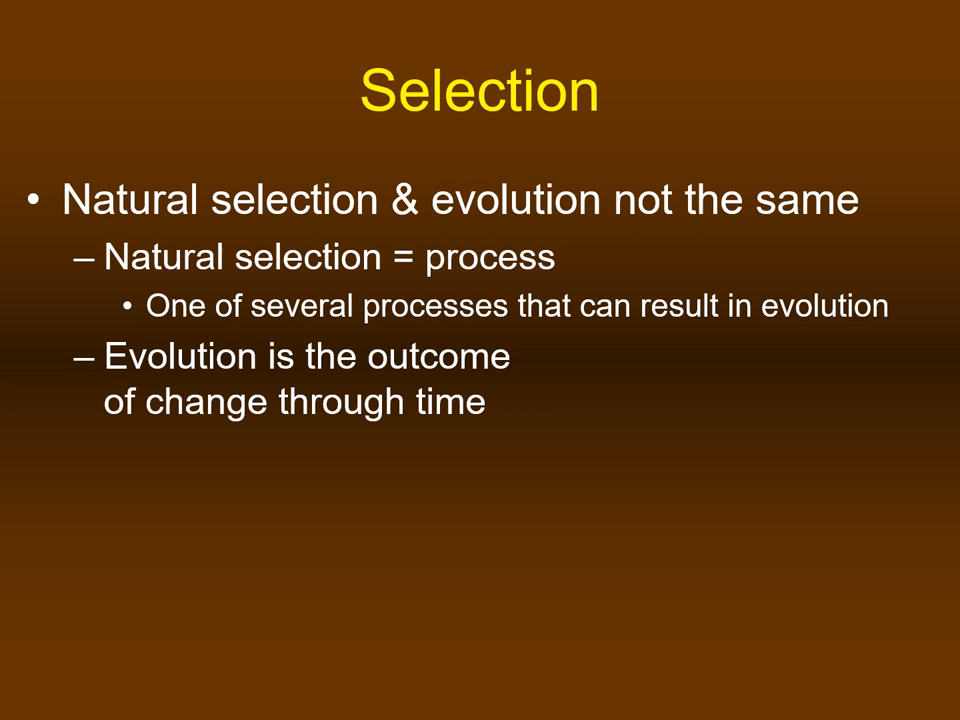 Selection
• Natural selection & evolution not the same
– Natural selection = process
• One of several processes that can result in evolution
– Evolution is the outcome
of change through time